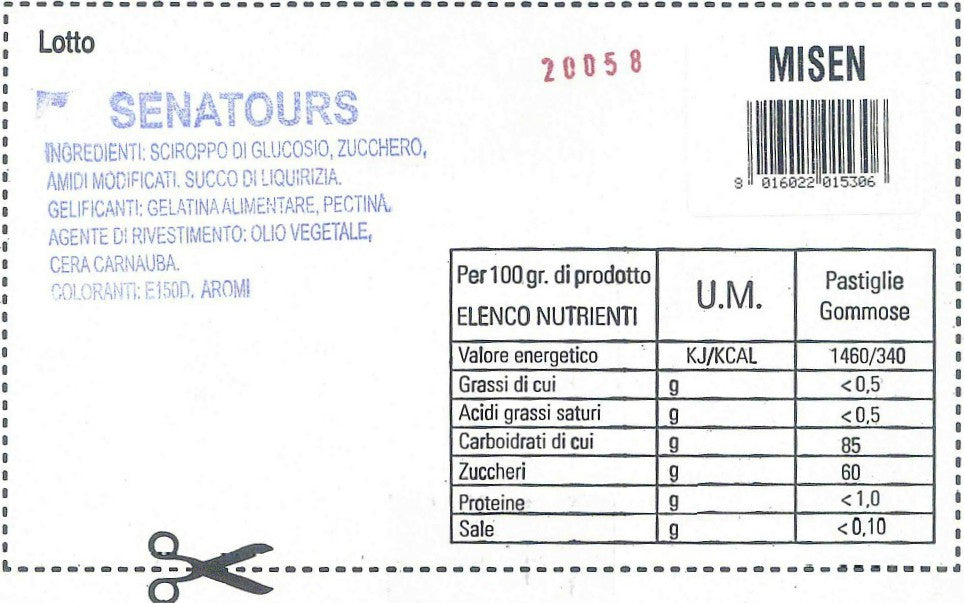 Lotto
20058
MISEN
SENATOURS
INGREDIENTI: SCIROPPO DI GLUCOSIO, ZUCCHERO,
AMIDI MODIFICATI. SUCCO DI LIQUIRIZIA.
GELIFICANTI: GELATINA ALIMENTARE, PECTINA.
AGENTE DI RIVESTIMENTO: OLIO VEGETALE,
CERA CARNAUBA.
COLORANTI: E150D. AROMI
8 016022 015306
Per 100 gr. di prodotto
ELENCO NUTRIENTI
U.M.
Pastiglie
Gommose
Valore energetico KJ/KCAL 1460/340
Grassi di cui g <0,5
Acidi grassi saturi g <0,5
Carboidrati di cui g 85
Zuccheri g 60
Proteine g <1,0
Sale g <0,10